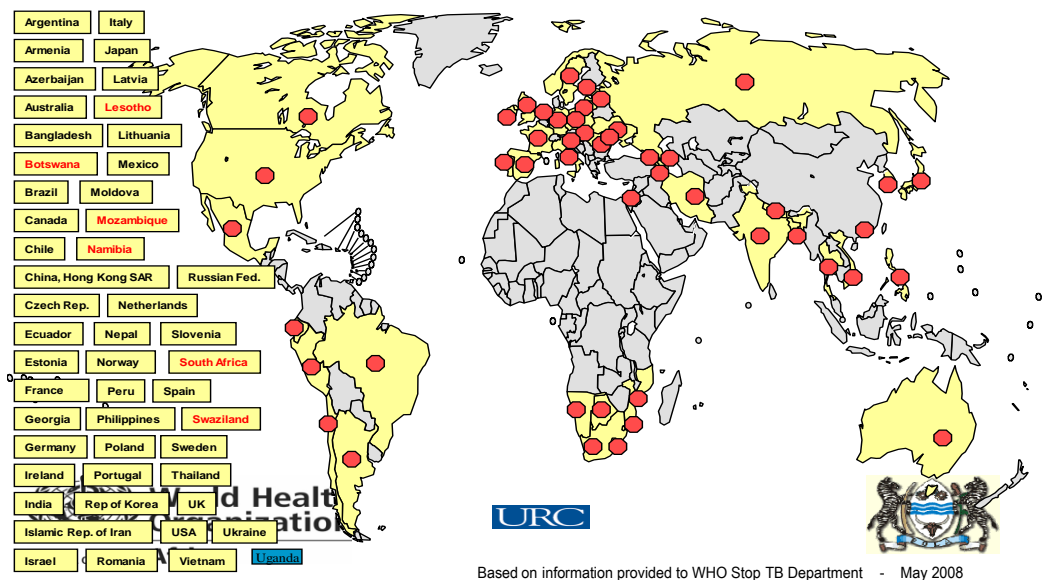 Argentina Italy
Armenia Japan
Azerbaijan Latvia
Australia Lesotho
Bangladesh Lithuania
Botswana Mexico
Brazil Moldova
Canada Mozambique
Chile Namibia
China, Hong Kong SAR Russian Fed.
Czech Rep. Netherlands
Ecuador Nepal Slovenia
Estonia Norway South Africa
France Peru Spain
Georgia Philippines Swaziland
Germany Poland Sweden
Ireland Portugal Thailand
India Rep of Korea UK
Islamic Rep. of Iran USA Ukraine
Israel Romania Vietnam Uganda
URC
Based on information provided to WHO Stop TB Department - May 2008